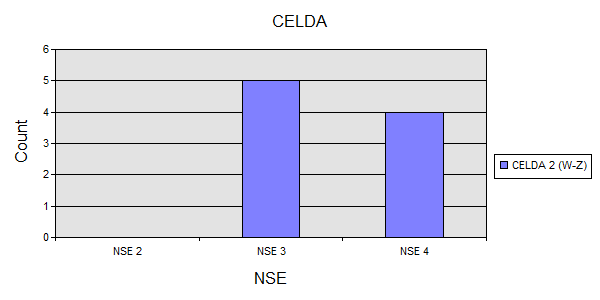 CELDA
6
5
4
3
2
1
0
Count
NSE 2
NSE 3
NSE 4
NSE
CELDA 2 (W-Z)